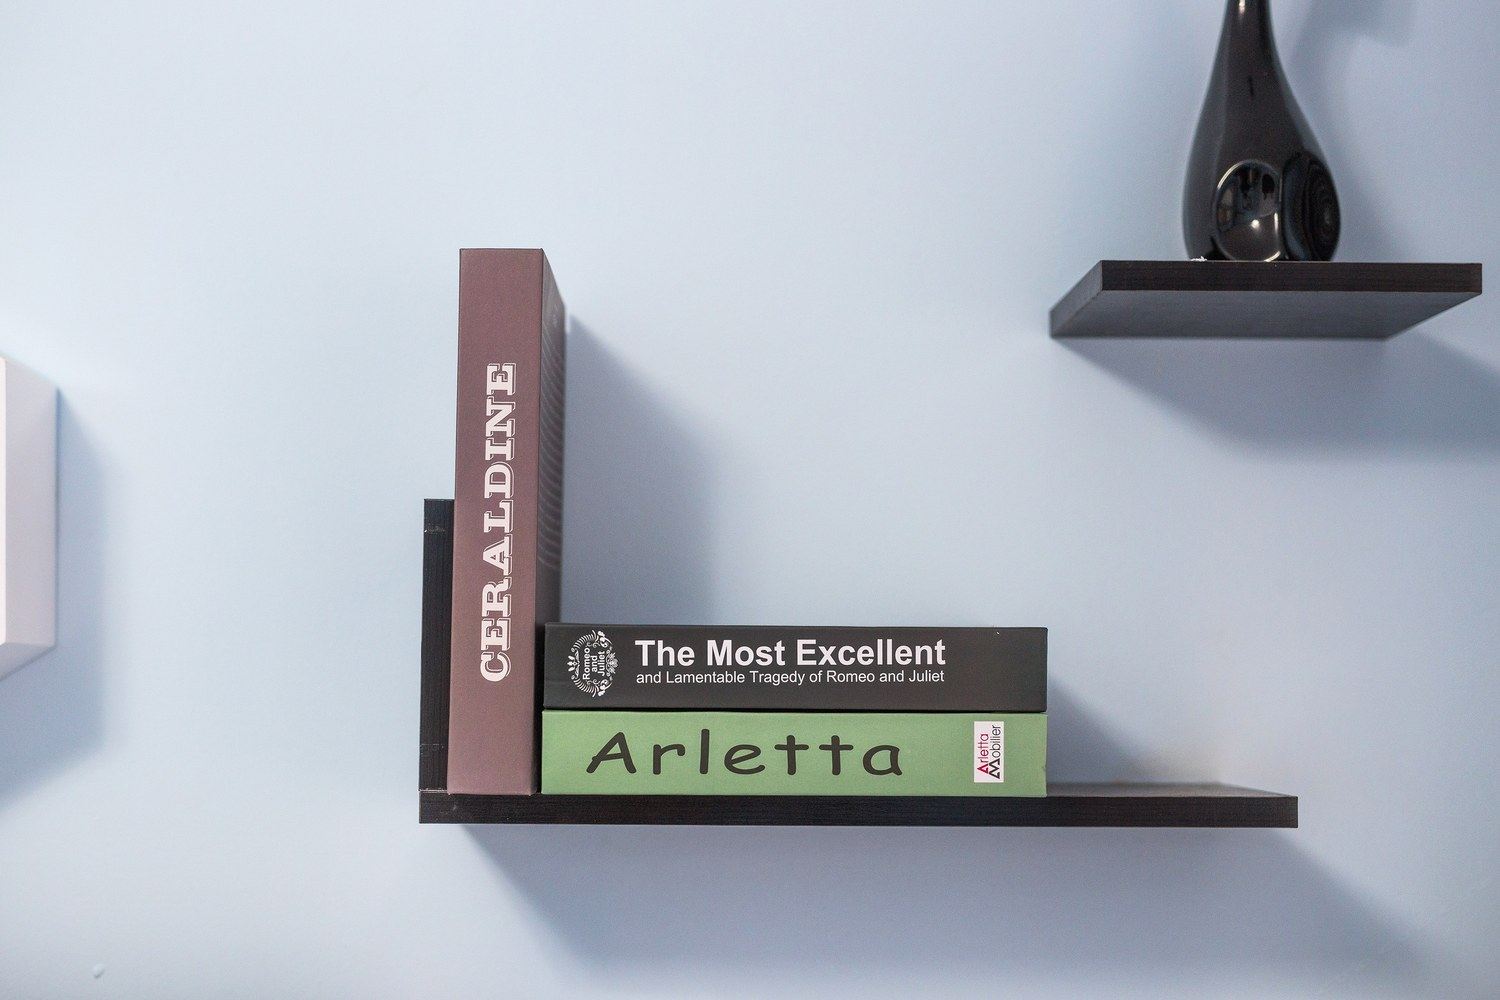 CERALDINE
Romeo
and
Juliet
The Most Excellent
and Lamentable Tragedy of Romeo and Juliet
Arletta
Arletta
Mobilier